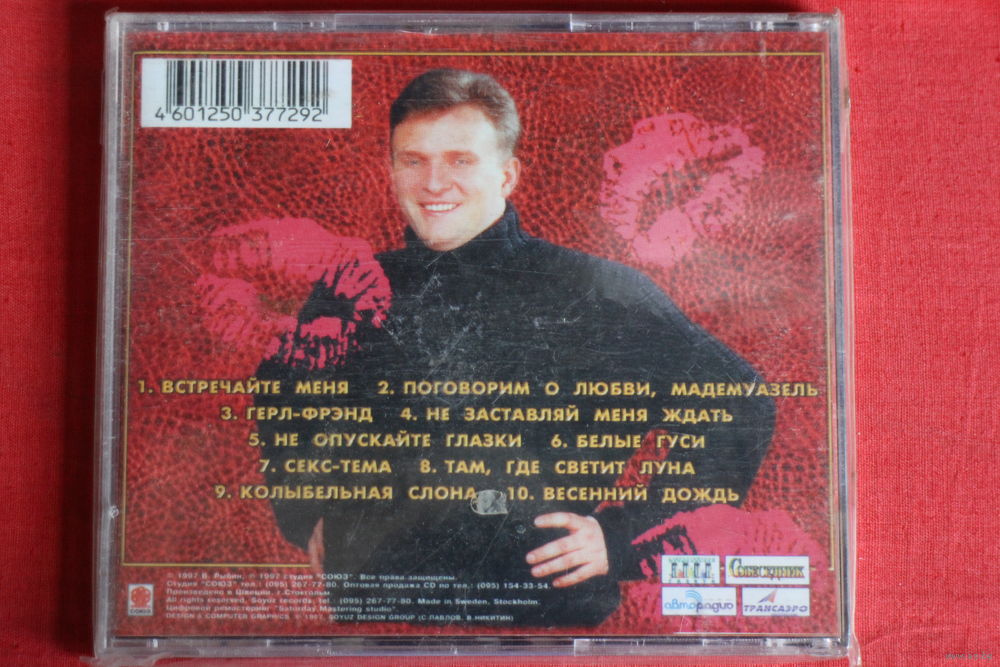 4 601250 377292
1. ВСТРЕЧАЙТЕ МЕНЯ 2. ПОГОВОРИМ О ЛЮБВИ, МАДЕМУАЗЕЛЬ
3. ГЕРЛ-ФРЭНД 4. НЕ ЗАСТАВЛЯЙ МЕНЯ ЖДАТЬ
5. НЕ ОПУСКАЙТЕ ГЛАЗКИ 6. БЕЛЫЕ ГУСИ
7. СЕКС-ТЕМА 8. ТАМ, ГДЕ СВЕТИТ ЛУНА
9. КОЛЫБЕЛЬНАЯ СЛОНА 10. ВЕСЕННИЙ ДОЖДЬ
© 1997 В. Рыбин, ℗ 1997 студия "СОЮЗ". Все права защищены.
Студия "СОЮЗ" тел.: (095) 267-77-80. Оптовая продажа CD по тел.: (095) 154-33-54.
Произведено в Швеции, г.Стокгольм.
All rights reserved, Soyuz records, tel.: (095) 267-77-80. Made in Sweden, Stockholm.
Цифровой ремастеринг "Saturday Mastering studio".
DESIGN & COMPUTER GRAPHICS © 1997, SOYUZ DESIGN GROUP (С.ПАВЛОВ, В.НИКИТИН)
СОЮЗ
Собеседник
авторадио
ТРАНСАЭРО